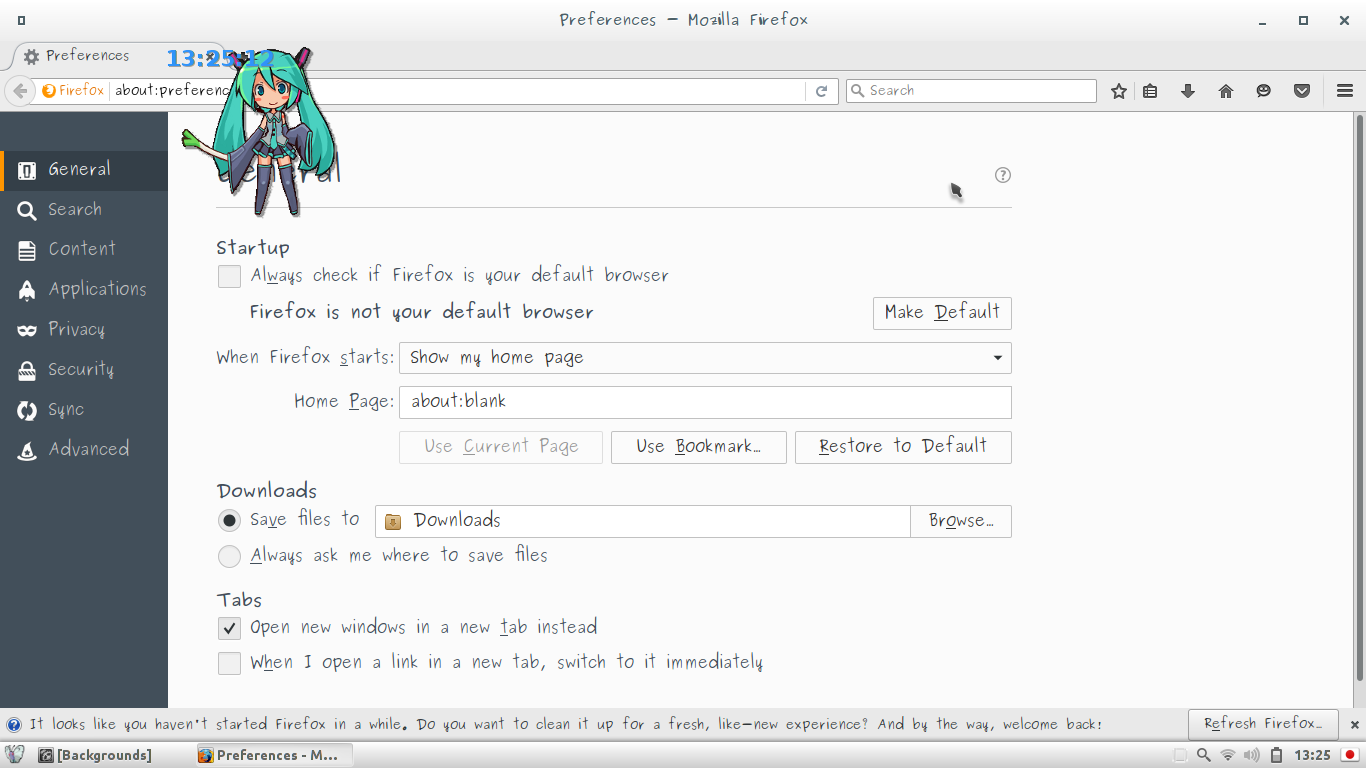 Preferences - Mozilla Firefox
Preferences
13:25:12
Firefox
Search
General
Search
Content
Applications
Privacy
Security
Sync
Advanced
Startup
Always check if Firefox is your default browser
Firefox is not your default browser
Make Default
When Firefox starts:
Show my home page
Home Page:
about:blank
Use Current Page
Use Bookmark...
Restore to Default
Downloads
Save files to
Downloads
Browse...
Always ask me where to save files
Tabs
Open new windows in a new tab instead
When I open a link in a new tab, switch to it immediately
It looks like you haven't started Firefox in a while. Do you want to clean it up for a fresh, like-new experience? And by the way, welcome back!
Refresh Firefox...
[Backgrounds]
Preferences - M...
13:25